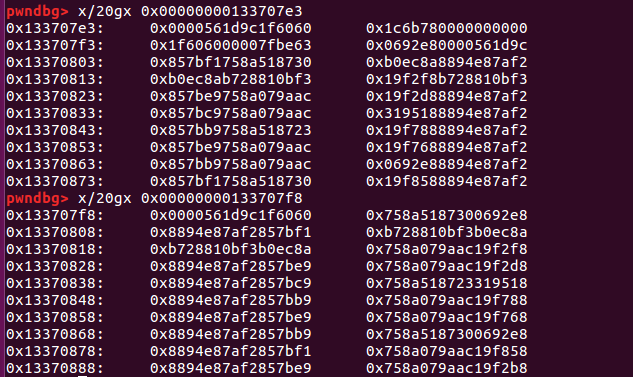 pwndbg> x/20gx 0x00000000133707e3
0x133707e3: 0x0000561d9c1f6060 0x1c6b780000000000
0x133707f3: 0x1f606000007fbe63 0x0692e80000561d9c
0x13370803: 0x857bf1758a518730 0xb0ec8a8894e87af2
0x13370813: 0xb0ec8ab728810bf3 0x19f2f8b728810bf3
0x13370823: 0x857be9758a079aac 0x19f2d88894e87af2
0x13370833: 0x857bc9758a079aac 0x3195188894e87af2
0x13370843: 0x857bb9758a518723 0x19f7888894e87af2
0x13370853: 0x857be9758a079aac 0x19f7688894e87af2
0x13370863: 0x857bb9758a079aac 0x0692e88894e87af2
0x13370873: 0x857bf1758a518730 0x19f8588894e87af2
pwndbg> x/20gx 0x00000000133707f8
0x133707f8: 0x0000561d9c1f6060 0x758a5187300692e8
0x13370808: 0x8894e87af2857bf1 0xb728810bf3b0ec8a
0x13370818: 0xb728810bf3b0ec8a 0x758a079aac19f2f8
0x13370828: 0x8894e87af2857be9 0x758a079aac19f2d8
0x13370838: 0x8894e87af2857bc9 0x758a518723319518
0x13370848: 0x8894e87af2857bb9 0x758a079aac19f788
0x13370858: 0x8894e87af2857be9 0x758a079aac19f768
0x13370868: 0x8894e87af2857bb9 0x758a5187300692e8
0x13370878: 0x8894e87af2857bf1 0x758a079aac19f858
0x13370888: 0x8894e87af2857be9 0x758a079aac19f2b8